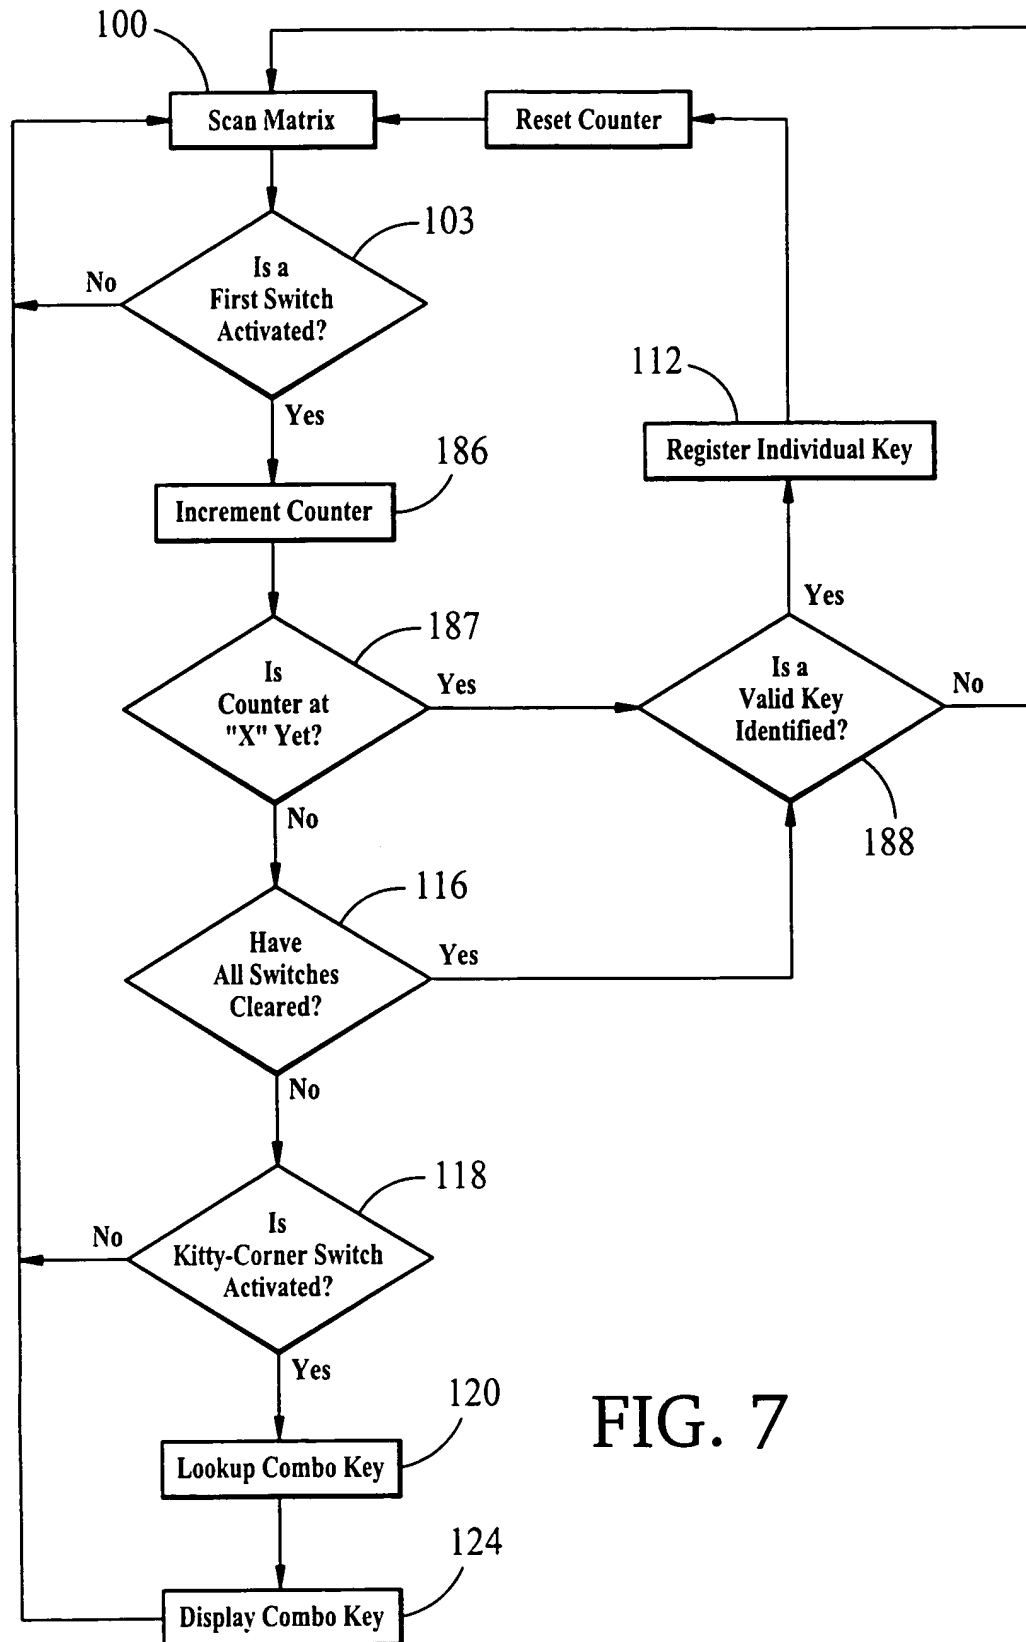 100
Scan Matrix
Reset Counter
103
Is a
First Switch
Activated?
No
Yes
112
Register Individual Key
186
Increment Counter
Yes
187
Is
Counter at
"X" Yet?
Yes
Is a
Valid Key
Identified?
No
188
No
116
Have
All Switches
Cleared?
Yes
No
118
Is
Kitty-Corner Switch
Activated?
No
Yes
120
Lookup Combo Key
FIG. 7
124
Display Combo Key